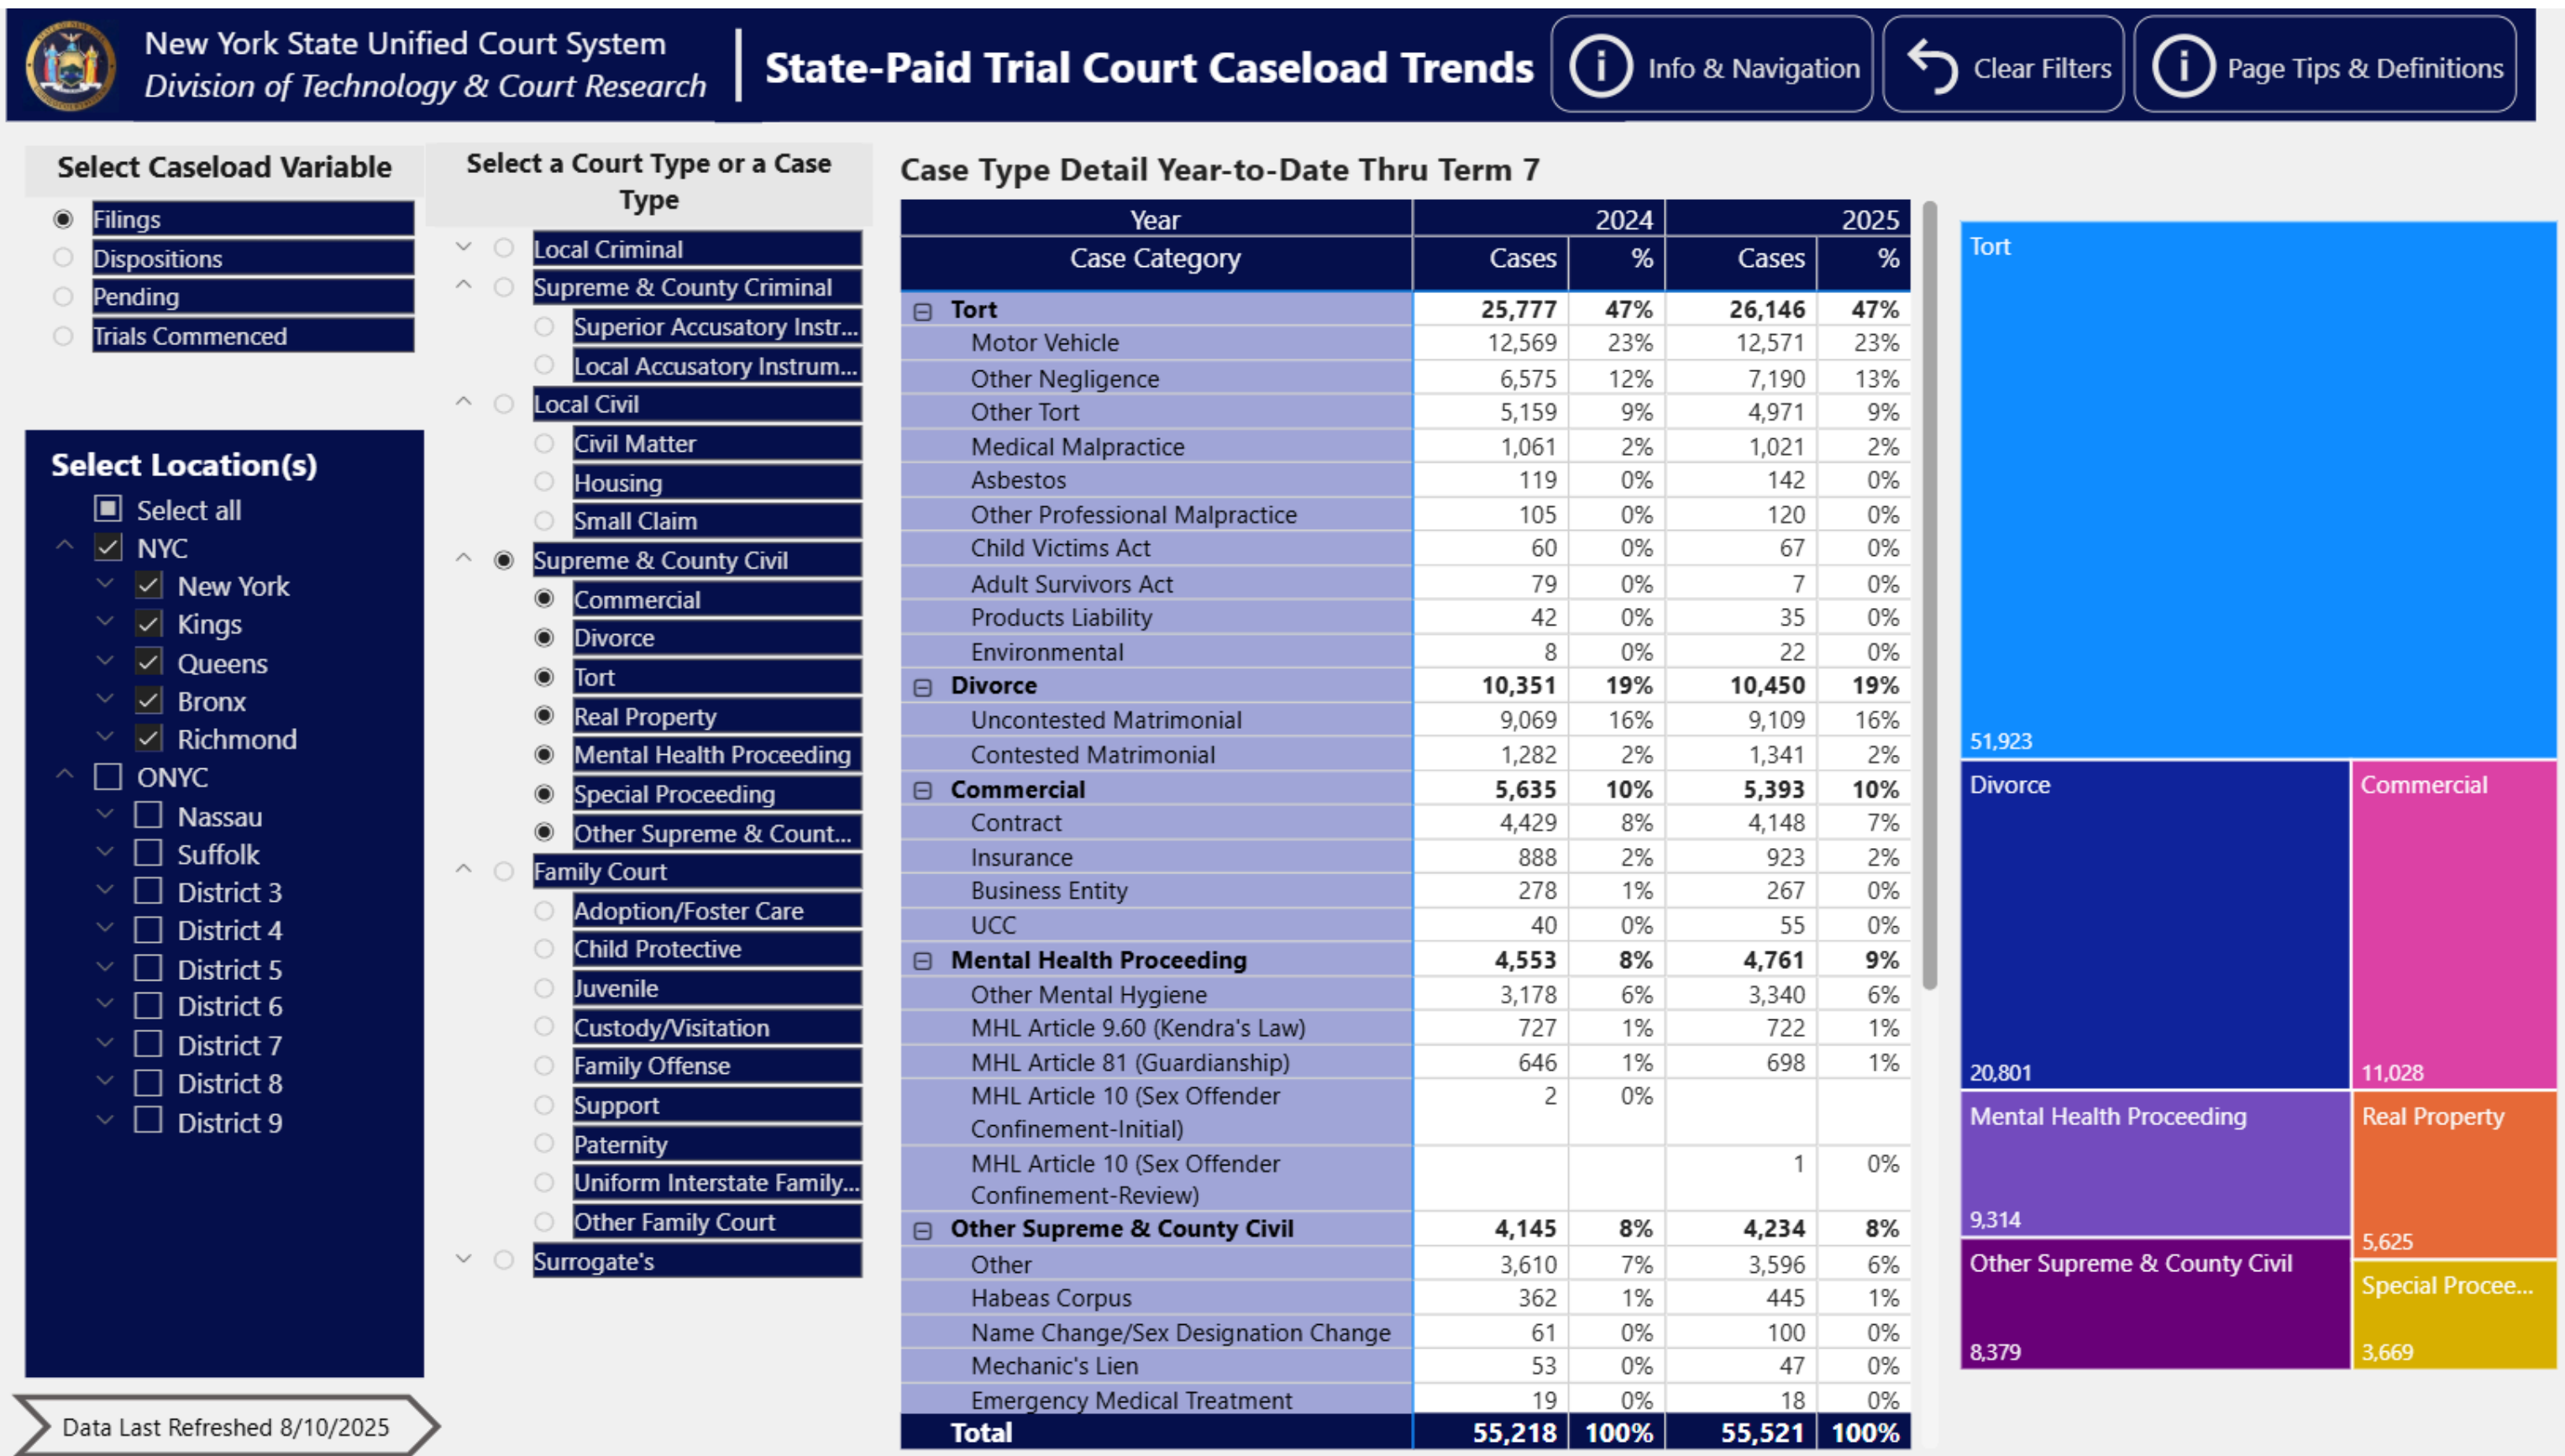 New York State Unified Court System
Division of Technology & Court Research
State-Paid Trial Court Caseload Trends
Info & Navigation
Clear Filters
Page Tips & Definitions
Select Caseload Variable
Filings
Dispositions
Pending
Trials Commenced
Select Location(s)
Select all
NYC
New York
Kings
Queens
Bronx
Richmond
ONYC
Nassau
Suffolk
District 3
District 4
District 5
District 6
District 7
District 8
District 9
Data Last Refreshed 8/10/2025
Select a Court Type or a Case
Type
Local Criminal
Supreme & County Criminal
Superior Accusatory Instr...
Local Accusatory Instrum...
Local Civil
Civil Matter
Housing
Small Claim
Supreme & County Civil
Commercial
Divorce
Tort
Real Property
Mental Health Proceeding
Special Proceeding
Other Supreme & Count...
Family Court
Adoption/Foster Care
Child Protective
Juvenile
Custody/Visitation
Family Offense
Support
Paternity
Uniform Interstate Family...
Other Family Court
Surrogate's
Case Type Detail Year-to-Date Thru Term 7
Year 2024 2025
Case Category Cases % Cases %
Tort 25,777 47% 26,146 47%
Motor Vehicle 12,569 23% 12,571 23%
Other Negligence 6,575 12% 7,190 13%
Other Tort 5,159 9% 4,971 9%
Medical Malpractice 1,061 2% 1,021 2%
Asbestos 119 0% 142 0%
Other Professional Malpractice 105 0% 120 0%
Child Victims Act 60 0% 67 0%
Adult Survivors Act 79 0% 7 0%
Products Liability 42 0% 35 0%
Environmental 8 0% 22 0%
Divorce 10,351 19% 10,450 19%
Uncontested Matrimonial 9,069 16% 9,109 16%
Contested Matrimonial 1,282 2% 1,341 2%
Commercial 5,635 10% 5,393 10%
Contract 4,429 8% 4,148 7%
Insurance 888 2% 923 2%
Business Entity 278 1% 267 0%
UCC 40 0% 55 0%
Mental Health Proceeding 4,553 8% 4,761 9%
Other Mental Hygiene 3,178 6% 3,340 6%
MHL Article 9.60 (Kendra's Law) 727 1% 722 1%
MHL Article 81 (Guardianship) 646 1% 698 1%
MHL Article 10 (Sex Offender 2 0%
Confinement-Initial)
MHL Article 10 (Sex Offender 1 0%
Confinement-Review)
Other Supreme & County Civil 4,145 8% 4,234 8%
Other 3,610 7% 3,596 6%
Habeas Corpus 362 1% 445 1%
Name Change/Sex Designation Change 61 0% 100 0%
Mechanic's Lien 53 0% 47 0%
Emergency Medical Treatment 19 0% 18 0%
Total 55,218 100% 55,521 100%
Tort
51,923
Divorce
20,801
Commercial
11,028
Mental Health Proceeding
9,314
Real Property
5,625
Other Supreme & County Civil
8,379
Special Procee...
3,669